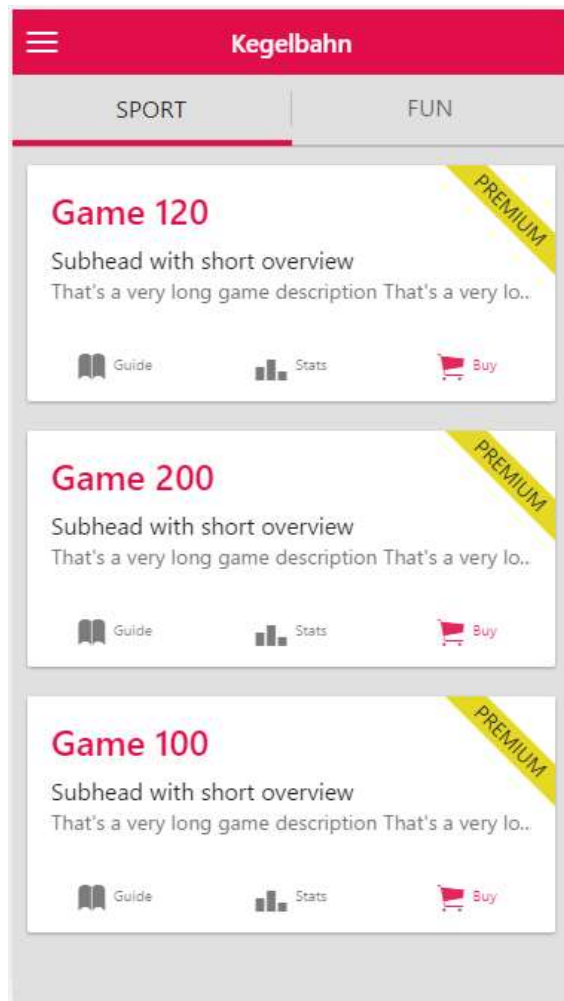 Kegelbahn
SPORT FUN
PREMIUM
Game 120
Subhead with short overview
That's a very long game description That's a very lo..
Guide Stats Buy
PREMIUM
Game 200
Subhead with short overview
That's a very long game description That's a very lo..
Guide Stats Buy
PREMIUM
Game 100
Subhead with short overview
That's a very long game description That's a very lo..
Guide Stats Buy